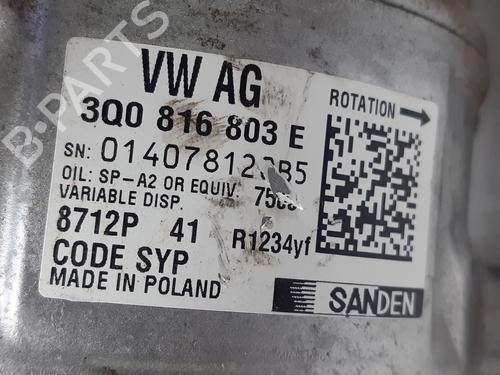 VW AG
3Q0 816 803 E
ROTATION
SN:
OIL: SP-A2 OR EQUIV.
VARIABLE DISP.
8712P 41 R1234yf
CODE SYP
MADE IN POLAND
SANDEN
B-PARTS